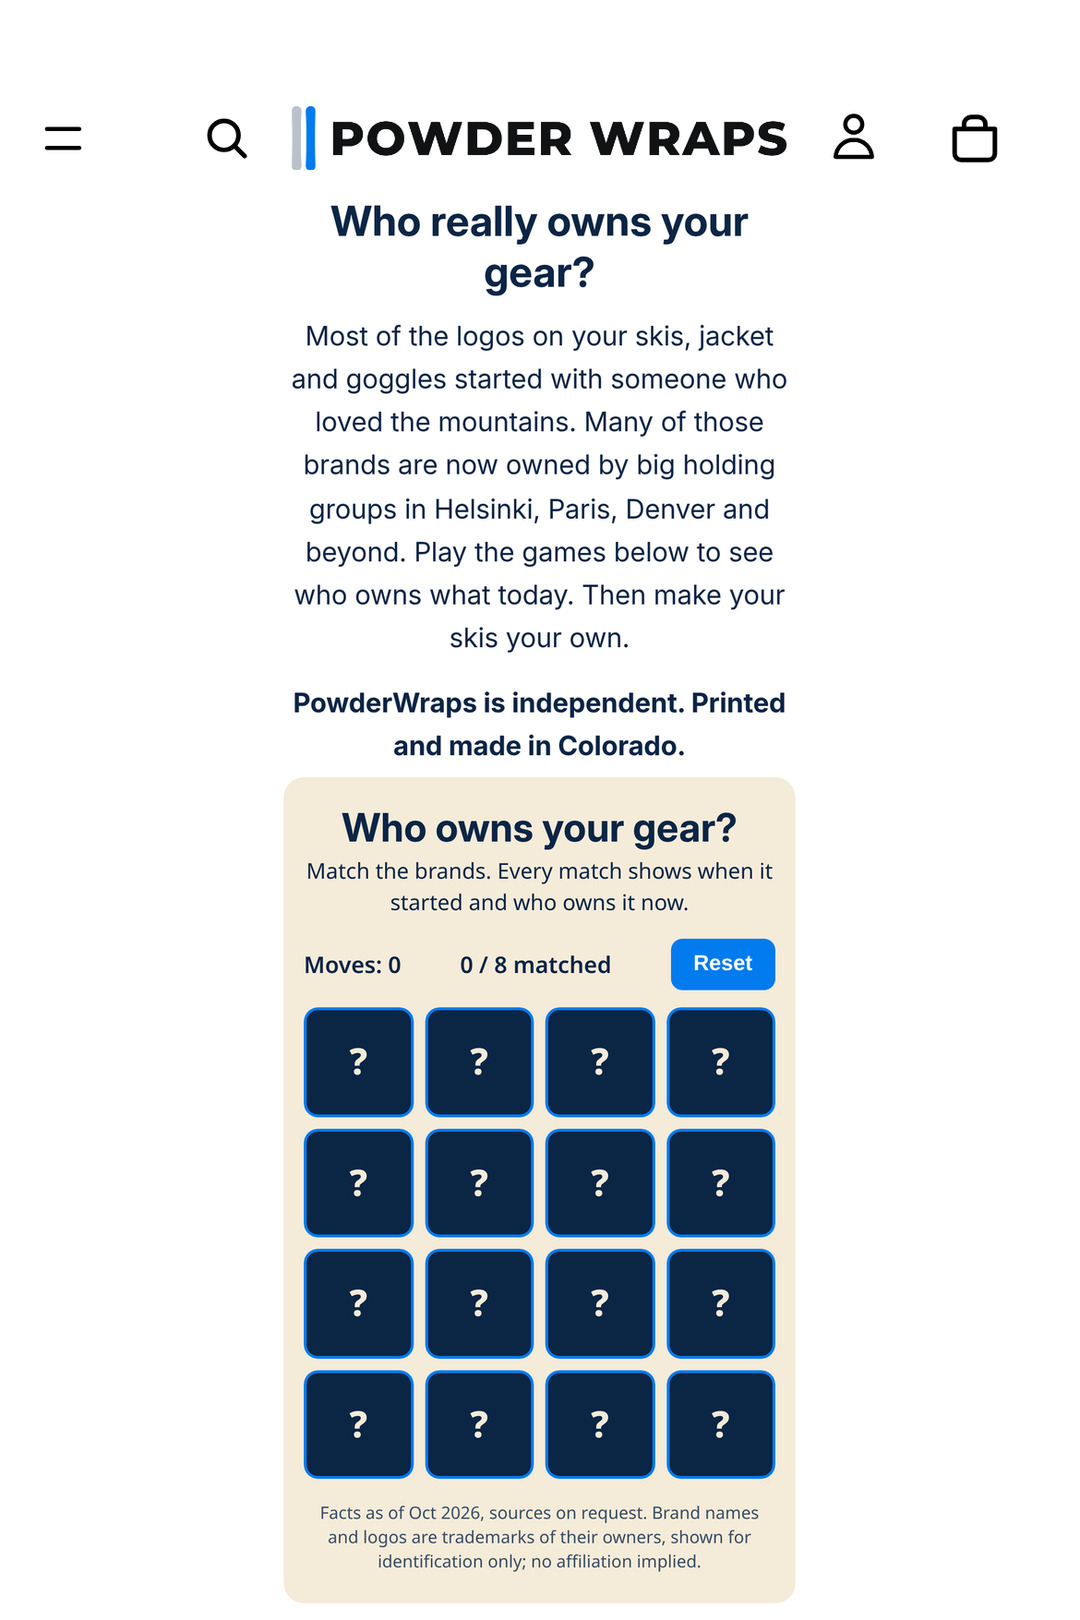 POWDER WRAPS
Who really owns your
gear?
Most of the logos on your skis, jacket
and goggles started with someone who
loved the mountains. Many of those
brands are now owned by big holding
groups in Helsinki, Paris, Denver and
beyond. Play the games below to see
who owns what today. Then make your
skis your own.
PowderWraps is independent. Printed
and made in Colorado.
Who owns your gear?
Match the brands. Every match shows when it
started and who owns it now.
Moves: 0 0 / 8 matched Reset
? ? ? ?
? ? ? ?
? ? ? ?
? ? ? ?
Facts as of Oct 2026, sources on request. Brand names
and logos are trademarks of their owners, shown for
identification only; no affiliation implied.